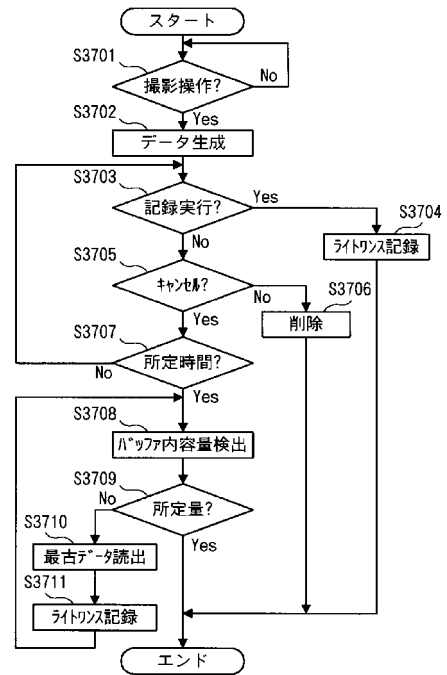 スタート
S3701
撮影操作?
No
Yes
S3702
データ生成
S3703
記録実行?
Yes
No
S3704
ﾗｲﾄﾜﾝｽ記録
S3705
ｷｬﾝｾﾙ?
No
Yes
S3706
削除
S3707
所定時間?
No
Yes
S3708
ﾊﾞｯﾌｧ内容量検出
S3709
所定量?
No
Yes
S3710
最古ﾃﾞｰﾀ読出
S3711
ﾗｲﾄﾜﾝｽ記録
エンド